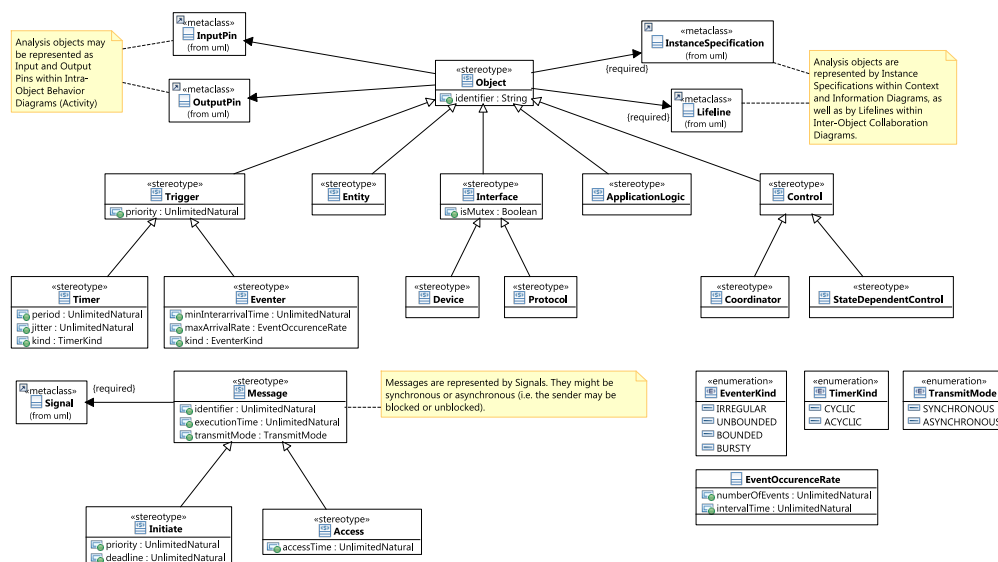 «metaclass»
InputPin
(from uml)
Analysis objects may
be represented as
Input and Output
Pins within Intra-
Object Behavior
Diagrams (Activity)
«metaclass»
OutputPin
(from uml)
«stereotype»
Object
identifier : String
«metaclass»
InstanceSpecification
(from uml)
{required}
«metaclass»
Lifeline
(from uml)
{required}
Analysis objects are
represented by Instance
Specifications within Context
and Information Diagrams, as
well as by Lifelines within
Inter-Object Collaboration
Diagrams.
«stereotype»
Trigger
priority : UnlimitedNatural
«stereotype»
Entity
«stereotype»
Interface
isMutex : Boolean
«stereotype»
ApplicationLogic
«stereotype»
Control
«stereotype»
Timer
period : UnlimitedNatural
jitter : UnlimitedNatural
kind : TimerKind
«stereotype»
Eventer
minInterarrivalTime : UnlimitedNatural
maxArrivalRate : EventOccurenceRate
kind : EventerKind
«stereotype»
Device
«stereotype»
Protocol
«stereotype»
Coordinator
«stereotype»
StateDependentControl
«metaclass»
Signal
(from uml)
{required}
«stereotype»
Message
identifier : UnlimitedNatural
executionTime : UnlimitedNatural
transmitMode : TransmitMode
Messages are represented by Signals. They might be
synchronous or asynchronous (i.e. the sender may be
blocked or unblocked).
«enumeration»
EventerKind
IRREGULAR
UNBOUNDED
BOUNDED
BURSTY
«enumeration»
TimerKind
CYCLIC
ACYCLIC
«enumeration»
TransmitMode
SYNCHRONOUS
ASYNCHRONOUS
EventOccurenceRate
numberOfEvents : UnlimitedNatural
intervalTime : UnlimitedNatural
«stereotype»
Initiate
priority : UnlimitedNatural
deadline : UnlimitedNatural
«stereotype»
Access
accessTime : UnlimitedNatural